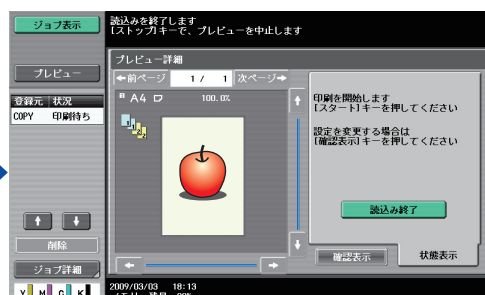 ジョブ表示
読込みを終了します
[ストップ]キーで、プレビューを中止します
プレビュー
プレビュー詳細
←前ページ 1/ 1 次ページ→
A4 100.0%
登録元 状況
COPY 印刷待ち
印刷を開始します
[スタート]キーを押してください
設定を変更する場合は
[確認表示]キーを押してください
読込み終了
削除
ジョブ詳細
確認表示
状態表示
Y M C K
2009/03/03 18:13